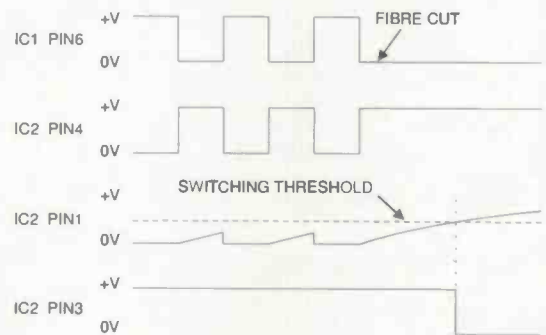 +V
FIBRE CUT
IC1 PIN6
0V
+V
IC2 PIN4
0V
+V
SWITCHING THRESHOLD
IC2 PIN1
0V
+V
IC2 PIN3
0V